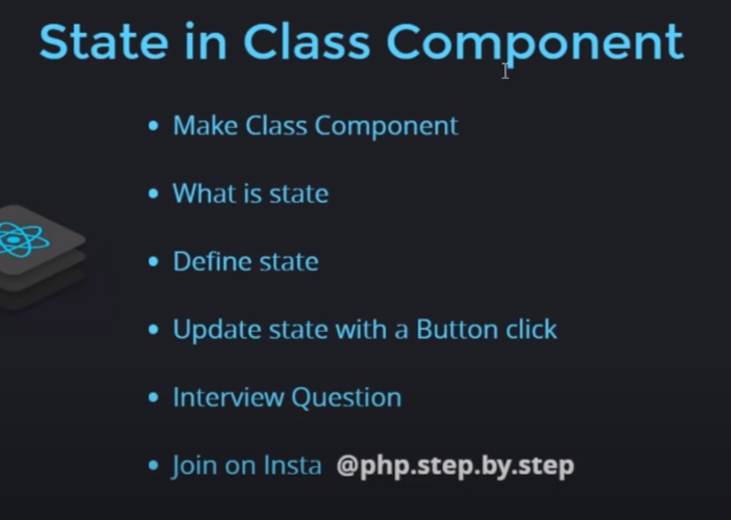 State in Class Component
Make Class Component
What is state
Define state
Update state with a Button click
Interview Question
Join on Insta @php.step.by.step